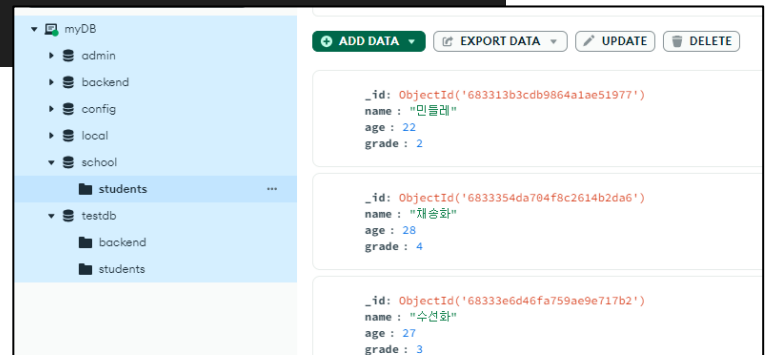 myDB
admin
backend
config
local
school
students
testdb
backend
students
ADD DATA
EXPORT DATA
UPDATE
DELETE
_id: ObjectId('683313b3cdb9864a1ae51977')
name : "민들레"
age : 22
grade : 2
_id: ObjectId('6833354da704f8c2614b2da6')
name : "채송화"
age : 28
grade : 4
_id: ObjectId('68333e6d46fa759ae9e717b2')
name : "수선화"
age : 27
grade : 3